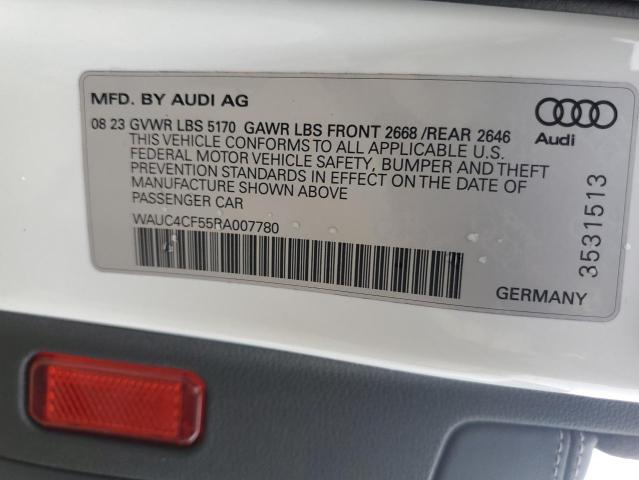 MFD. BY AUDI AG
08 23 GVWR LBS 5170 GAWR LBS FRONT 2668 /REAR 2646
THIS VEHICLE CONFORMS TO ALL APPLICABLE U.S.
FEDERAL MOTOR VEHICLE SAFETY, BUMPER AND THEFT
PREVENTION STANDARDS IN EFFECT ON THE DATE OF
MANUFACTURE SHOWN ABOVE
PASSENGER CAR
WAUC4CF55RA007780
Audi
3531513
GERMANY